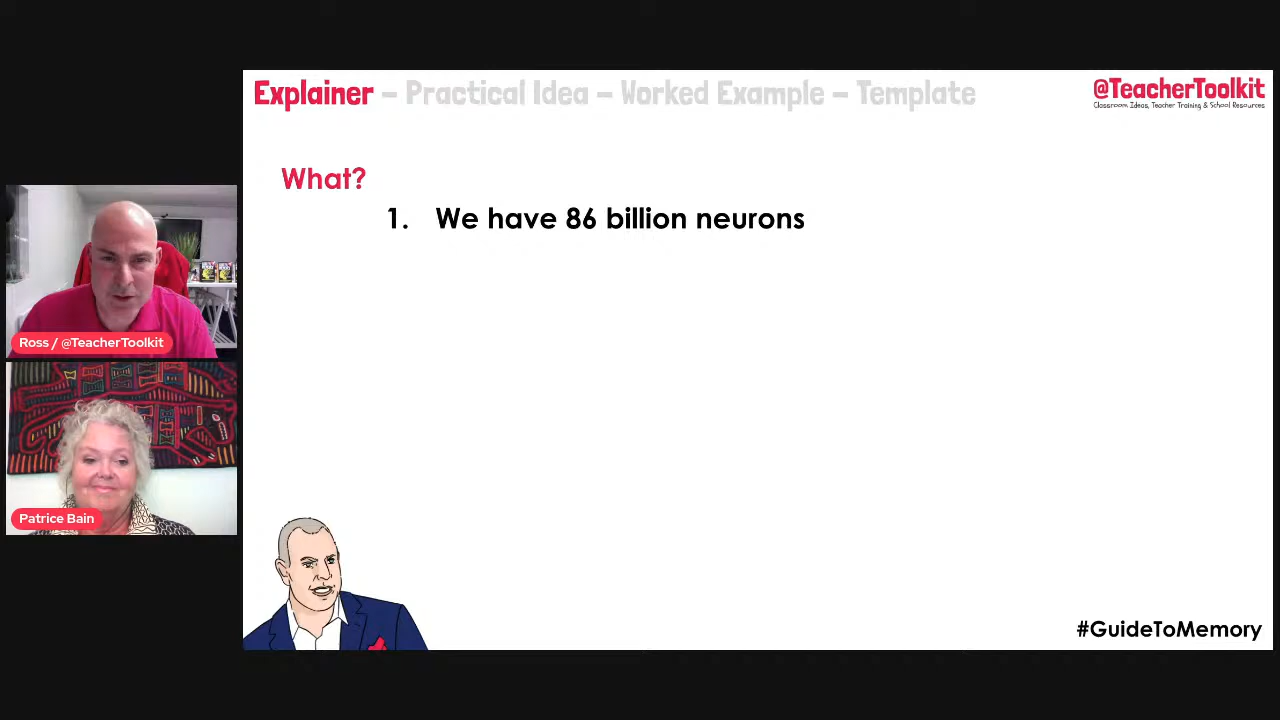 Explainer – Practical Idea – Worked Example – Template
@TeacherToolkit
Classroom Ideas, Teacher Training & School Resources
What?
1. We have 86 billion neurons
Ross / @TeacherToolkit
Patrice Bain
#GuideToMemory